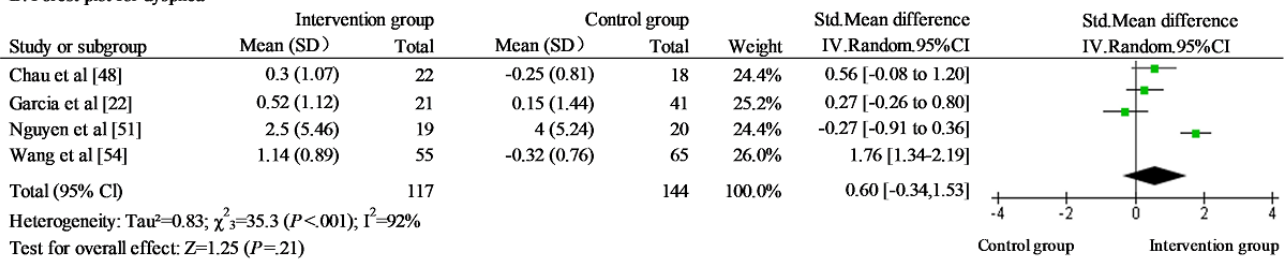 Intervention group Control group Std.Mean difference Std.Mean difference
Study or subgroup Mean (SD) Total Mean (SD) Total Weight IV.Random.95%CI IV.Random.95%CI
Chau et al [48] 0.3 (1.07) 22 -0.25 (0.81) 18 24.4% 0.56 [-0.08 to 1.20]
Garcia et al [22] 0.52 (1.12) 21 0.15 (1.44) 41 25.2% 0.27 [-0.26 to 0.80]
Nguyen et al [51] 2.5 (5.46) 19 4 (5.24) 20 24.4% -0.27 [-0.91 to 0.36]
Wang et al [54] 1.14 (0.89) 55 -0.32 (0.76) 65 26.0% 1.76 [1.34-2.19]
Total (95% Cl) 117 144 100.0% 0.60 [-0.34,1.53]
-4 -2 0 2 4
Heterogeneity: Tau²=0.83; χ²₃=35.3 (P<.001); I²=92%
Test for overall effect: Z=1.25 (P=.21) Control group Intervention group